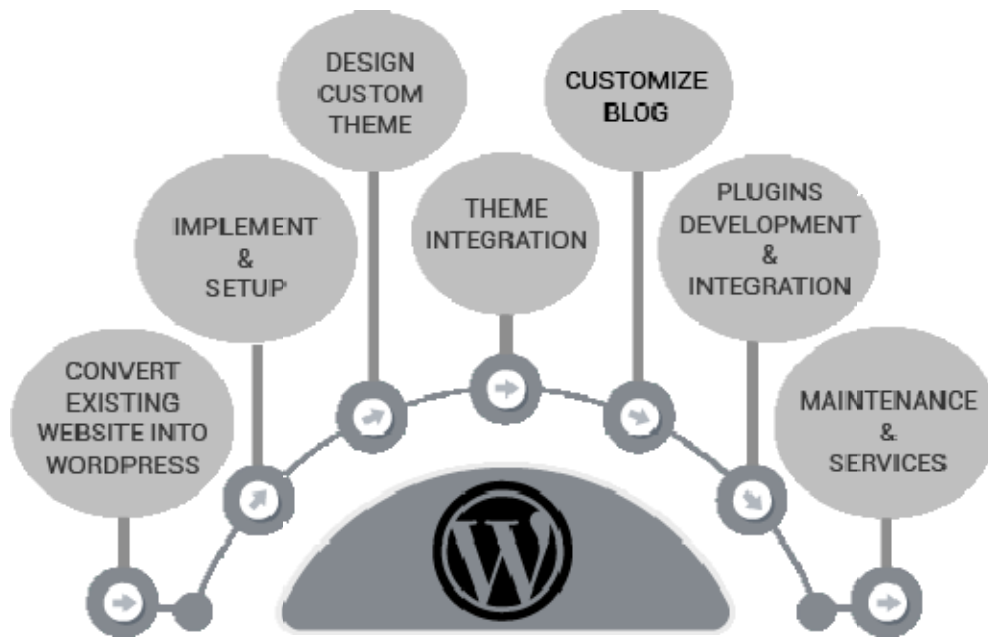 CONVERT
EXISTING
WEBSITE INTO
WORDPRESS
IMPLEMENT
&
SETUP
DESIGN
CUSTOM
THEME
THEME
INTEGRATION
CUSTOMIZE
BLOG
PLUGINS
DEVELOPMENT
&
INTEGRATION
MAINTENANCE
&
SERVICES
W